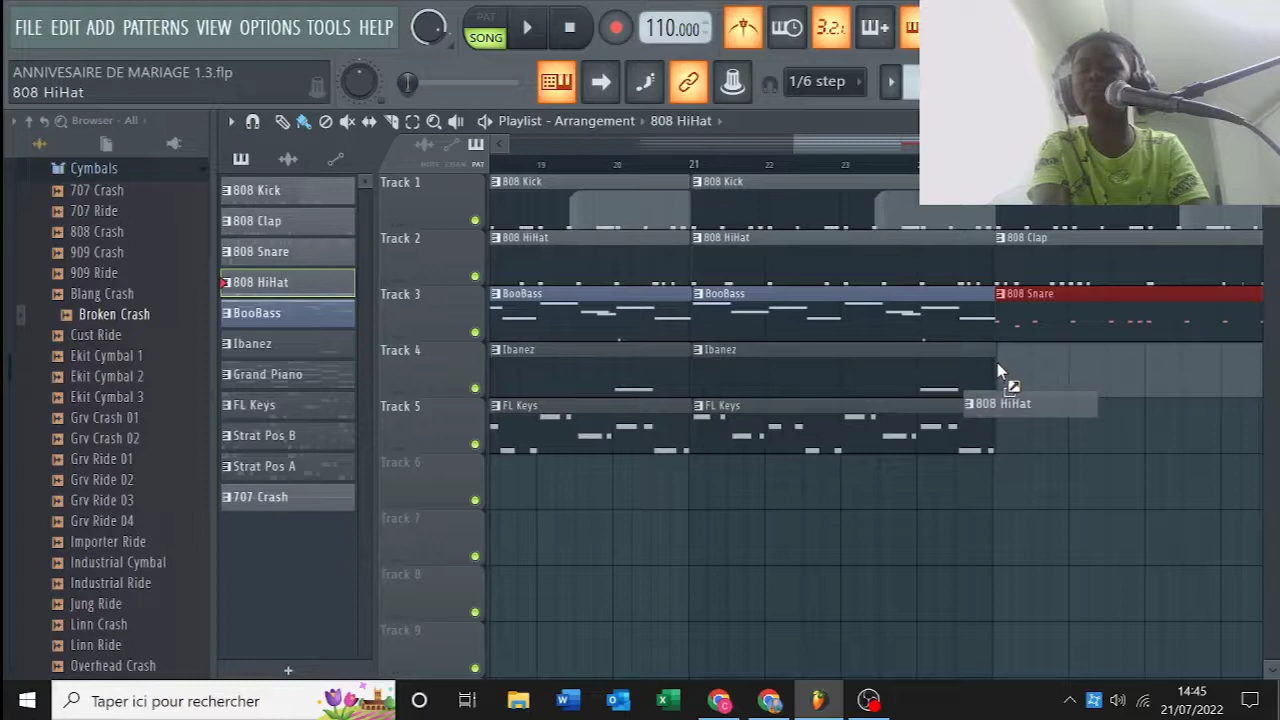 FILE EDIT ADD PATTERNS VIEW OPTIONS TOOLS HELP
PAT
SONG
110.000
3.2.
ANNIVESAIRE DE MARIAGE 1.3.flp
808 HiHat
1/6 step
Browser - All
Playlist - Arrangement
808 HiHat
NOTE CHAN PAT
19
20
21
22
23
Cymbals
707 Crash
707 Ride
808 Crash
909 Crash
909 Ride
Blang Crash
Broken Crash
Cust Ride
Ekit Cymbal 1
Ekit Cymbal 2
Ekit Cymbal 3
Grv Crash 01
Grv Crash 02
Grv Ride 01
Grv Ride 02
Grv Ride 03
Grv Ride 04
Importer Ride
Industrial Cymbal
Industrial Ride
Jung Ride
Linn Crash
Linn Ride
Overhead Crash
808 Kick
808 Clap
808 Snare
808 HiHat
BooBass
Ibanez
Grand Piano
FL Keys
Strat Pos B
Strat Pos A
707 Crash
Track 1
808 Kick
808 Kick
Track 2
808 HiHat
808 HiHat
808 Clap
Track 3
BooBass
BooBass
808 Snare
Track 4
Ibanez
Ibanez
808 HiHat
Track 5
FL Keys
FL Keys
Track 6
Track 7
Track 8
Track 9
Taper ici pour rechercher
14:45
21/07/2022